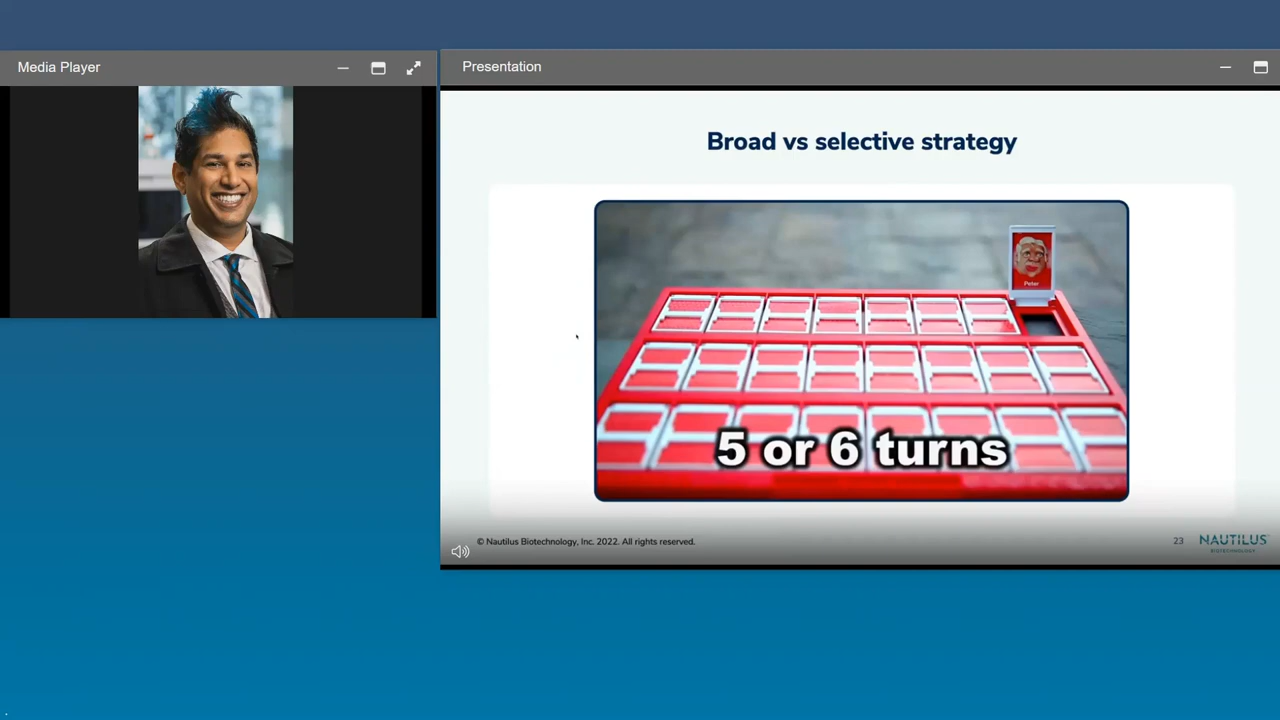 Media Player
Presentation
Broad vs selective strategy
Peter
5 or 6 turns
© Nautilus Biotechnology, Inc. 2022. All rights reserved.
23
NAUTILUS
BIOTECHNOLOGY